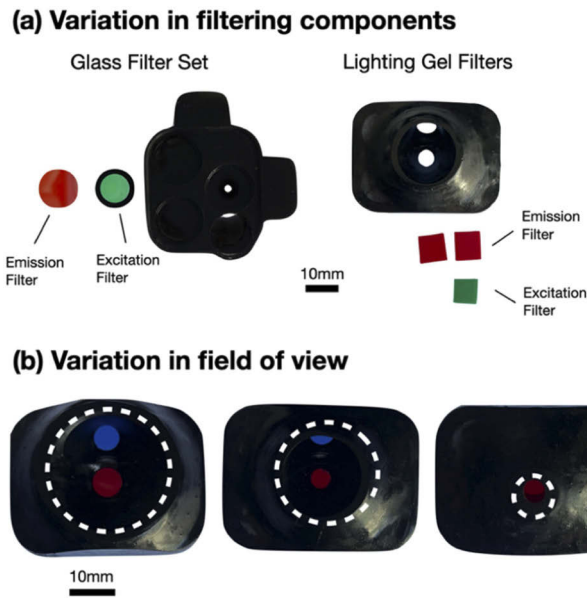 (a) Variation in filtering components
Glass Filter Set
Lighting Gel Filters
Emission
Filter
Excitation
Filter
10mm
Emission
Filter
Excitation
Filter
(b) Variation in field of view
10mm